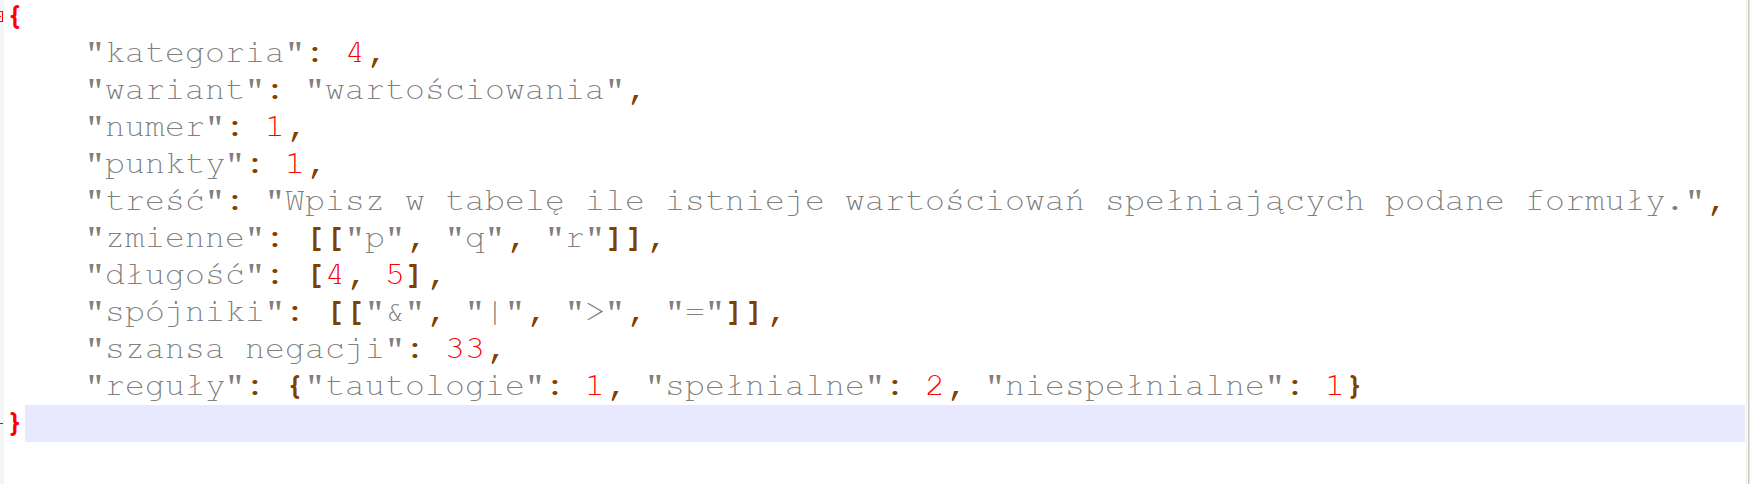 {
"kategoria": 4,
"wariant": "wartościowania",
"numer": 1,
"punkty": 1,
"treść": "Wpisz w tabelę ile istnieje wartościowań spełniających podane formuły.",
"zmienne": [["p", "q", "r"]],
"długość": [4, 5],
"spójniki": [["&", "|", ">", "="]],
"szansa negacji": 33,
"reguły": {"tautologie": 1, "spełnialne": 2, "niespełnialne": 1}
}